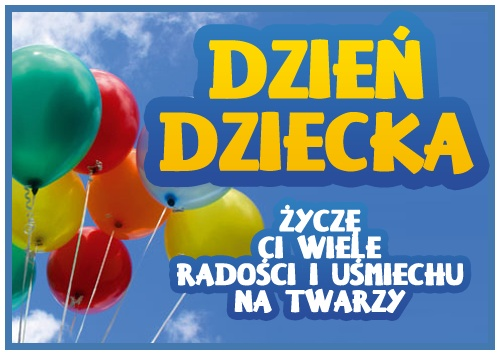 DZIEŃ
DZIECKA
ŻYCZĘ
CI WIELE
RADOŚCI I UŚMIECHU
NA TWARZY